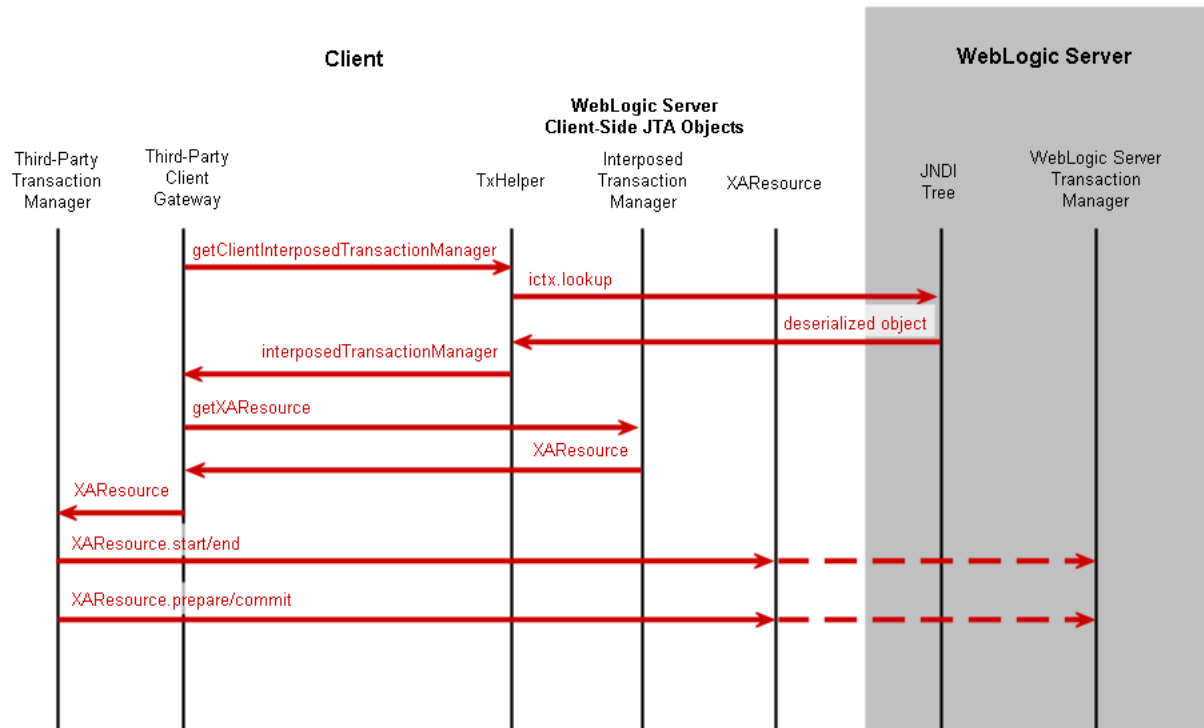 Client
WebLogic Server
WebLogic Server
Client-Side JTA Objects
Third-Party
Transaction
Manager
Third-Party
Client
Gateway
TxHelper
Interposed
Transaction
Manager
XAResource
JNDI
Tree
WebLogic Server
Transaction
Manager
getClientInterposedTransactionManager
ictx.lookup
deserialized object
interposedTransactionManager
getXAResource
XAResource
XAResource
XAResource.start/end
XAResource.prepare/commit